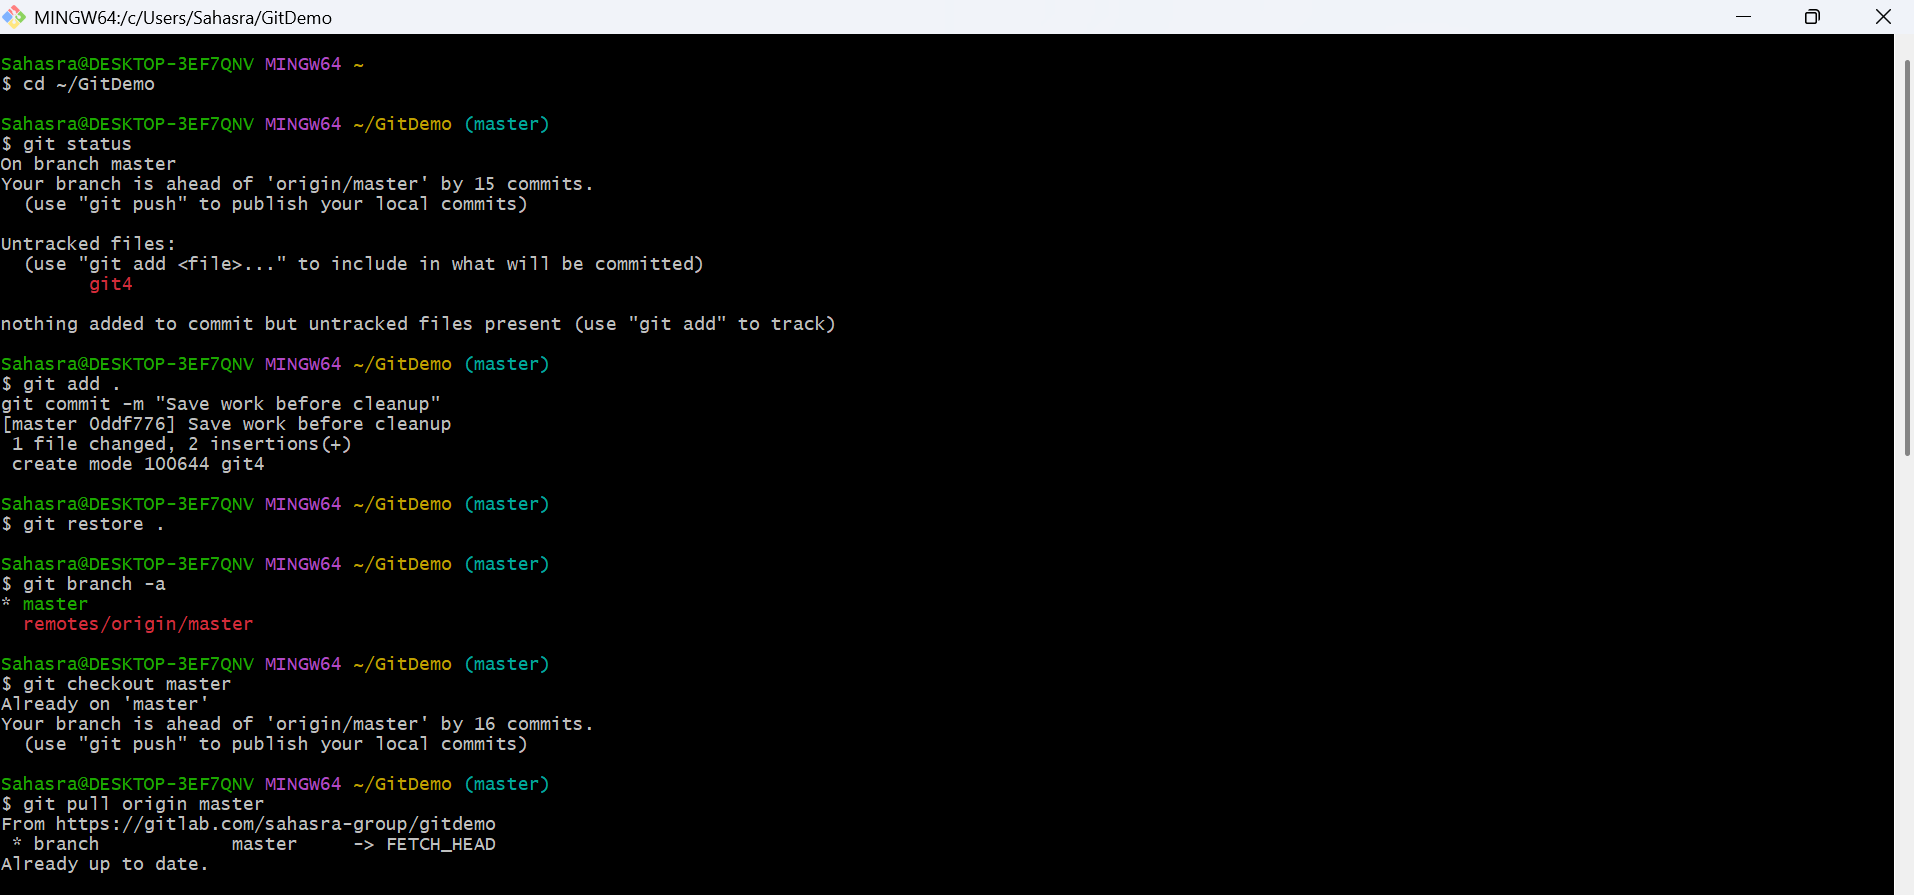 MINGW64:/c/Users/Sahasra/GitDemo
Sahasra@DESKTOP-3EF7QNV MINGW64 ~
$ cd ~/GitDemo
Sahasra@DESKTOP-3EF7QNV MINGW64 ~/GitDemo (master)
$ git status
On branch master
Your branch is ahead of 'origin/master' by 15 commits.
  (use "git push" to publish your local commits)
Untracked files:
  (use "git add <file>..." to include in what will be committed)
        git4
nothing added to commit but untracked files present (use "git add" to track)
Sahasra@DESKTOP-3EF7QNV MINGW64 ~/GitDemo (master)
$ git add .
git commit -m "Save work before cleanup"
[master 0ddf776] Save work before cleanup
 1 file changed, 2 insertions(+)
 create mode 100644 git4
Sahasra@DESKTOP-3EF7QNV MINGW64 ~/GitDemo (master)
$ git restore .
Sahasra@DESKTOP-3EF7QNV MINGW64 ~/GitDemo (master)
$ git branch -a
* master
  remotes/origin/master
Sahasra@DESKTOP-3EF7QNV MINGW64 ~/GitDemo (master)
$ git checkout master
Already on 'master'
Your branch is ahead of 'origin/master' by 16 commits.
  (use "git push" to publish your local commits)
Sahasra@DESKTOP-3EF7QNV MINGW64 ~/GitDemo (master)
$ git pull origin master
From https://gitlab.com/sahasra-group/gitdemo
 * branch            master     -> FETCH_HEAD
Already up to date.